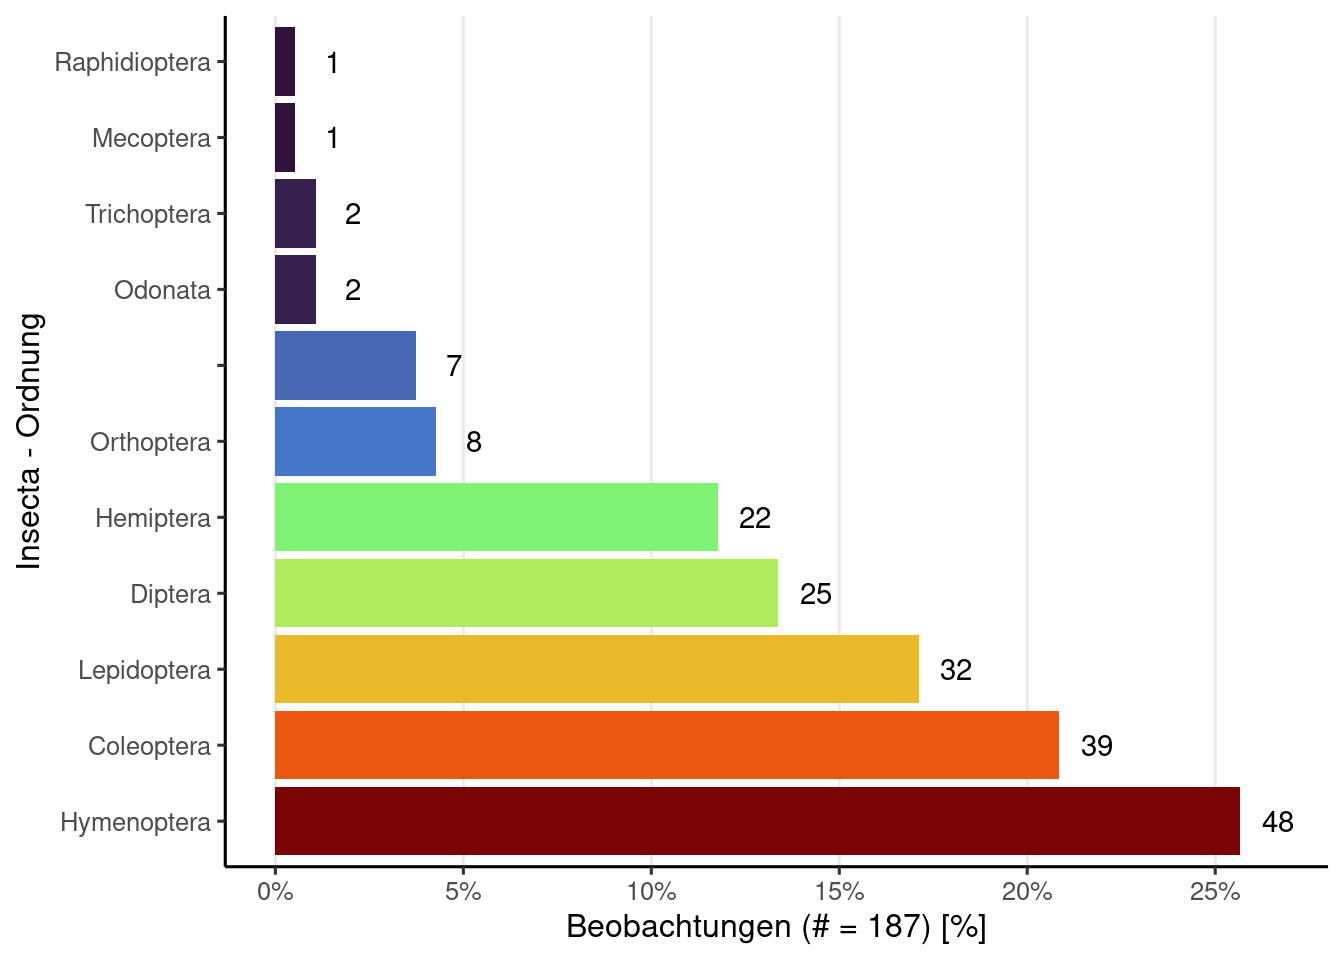 Raphidioptera 1
Mecoptera 1
Trichoptera 2
Odonata 2
7
Orthoptera 8
Hemiptera 22
Diptera 25
Lepidoptera 32
Coleoptera 39
Hymenoptera 48
Insecta - Ordnung
0% 5% 10% 15% 20% 25%
Beobachtungen (# = 187) [%]